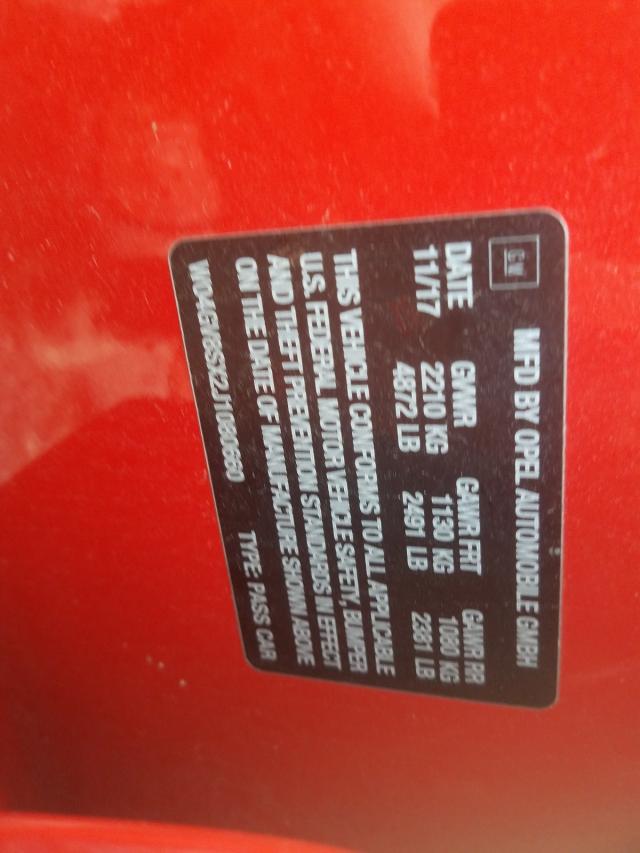 GM
MFD BY OPEL AUTOMOBILE GMBH
DATE GVWR GAWR FRT GAWR RR
11/17 2210 KG 1130 KG 1080 KG
4872 LB 2491 LB 2381 LB
THIS VEHICLE CONFORMS TO ALL APPLICABLE
U.S. FEDERAL MOTOR VEHICLE SAFETY, BUMPER
AND THEFT PREVENTION STANDARDS IN EFFECT
ON THE DATE OF MANUFACTURE SHOWN ABOVE
W04GV8SX2J1080660 TYPE: PASS CAR